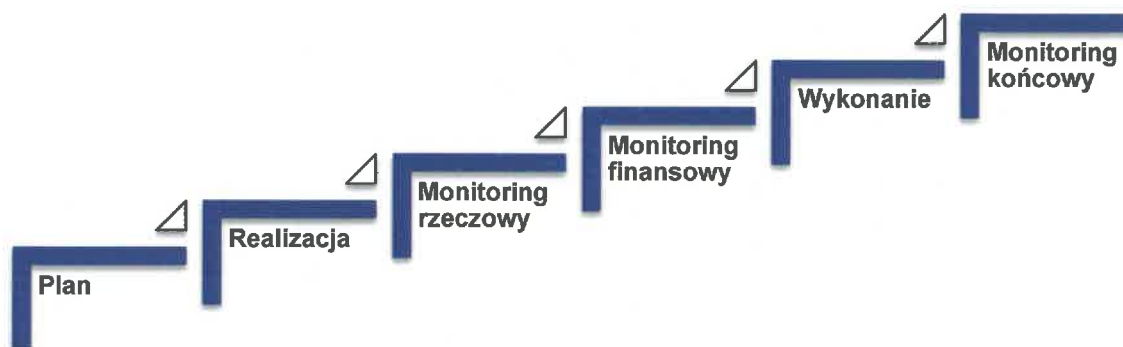 Plan
Realizacja
Monitoring
rzeczowy
Monitoring
finansowy
Wykonanie
Monitoring
końcowy